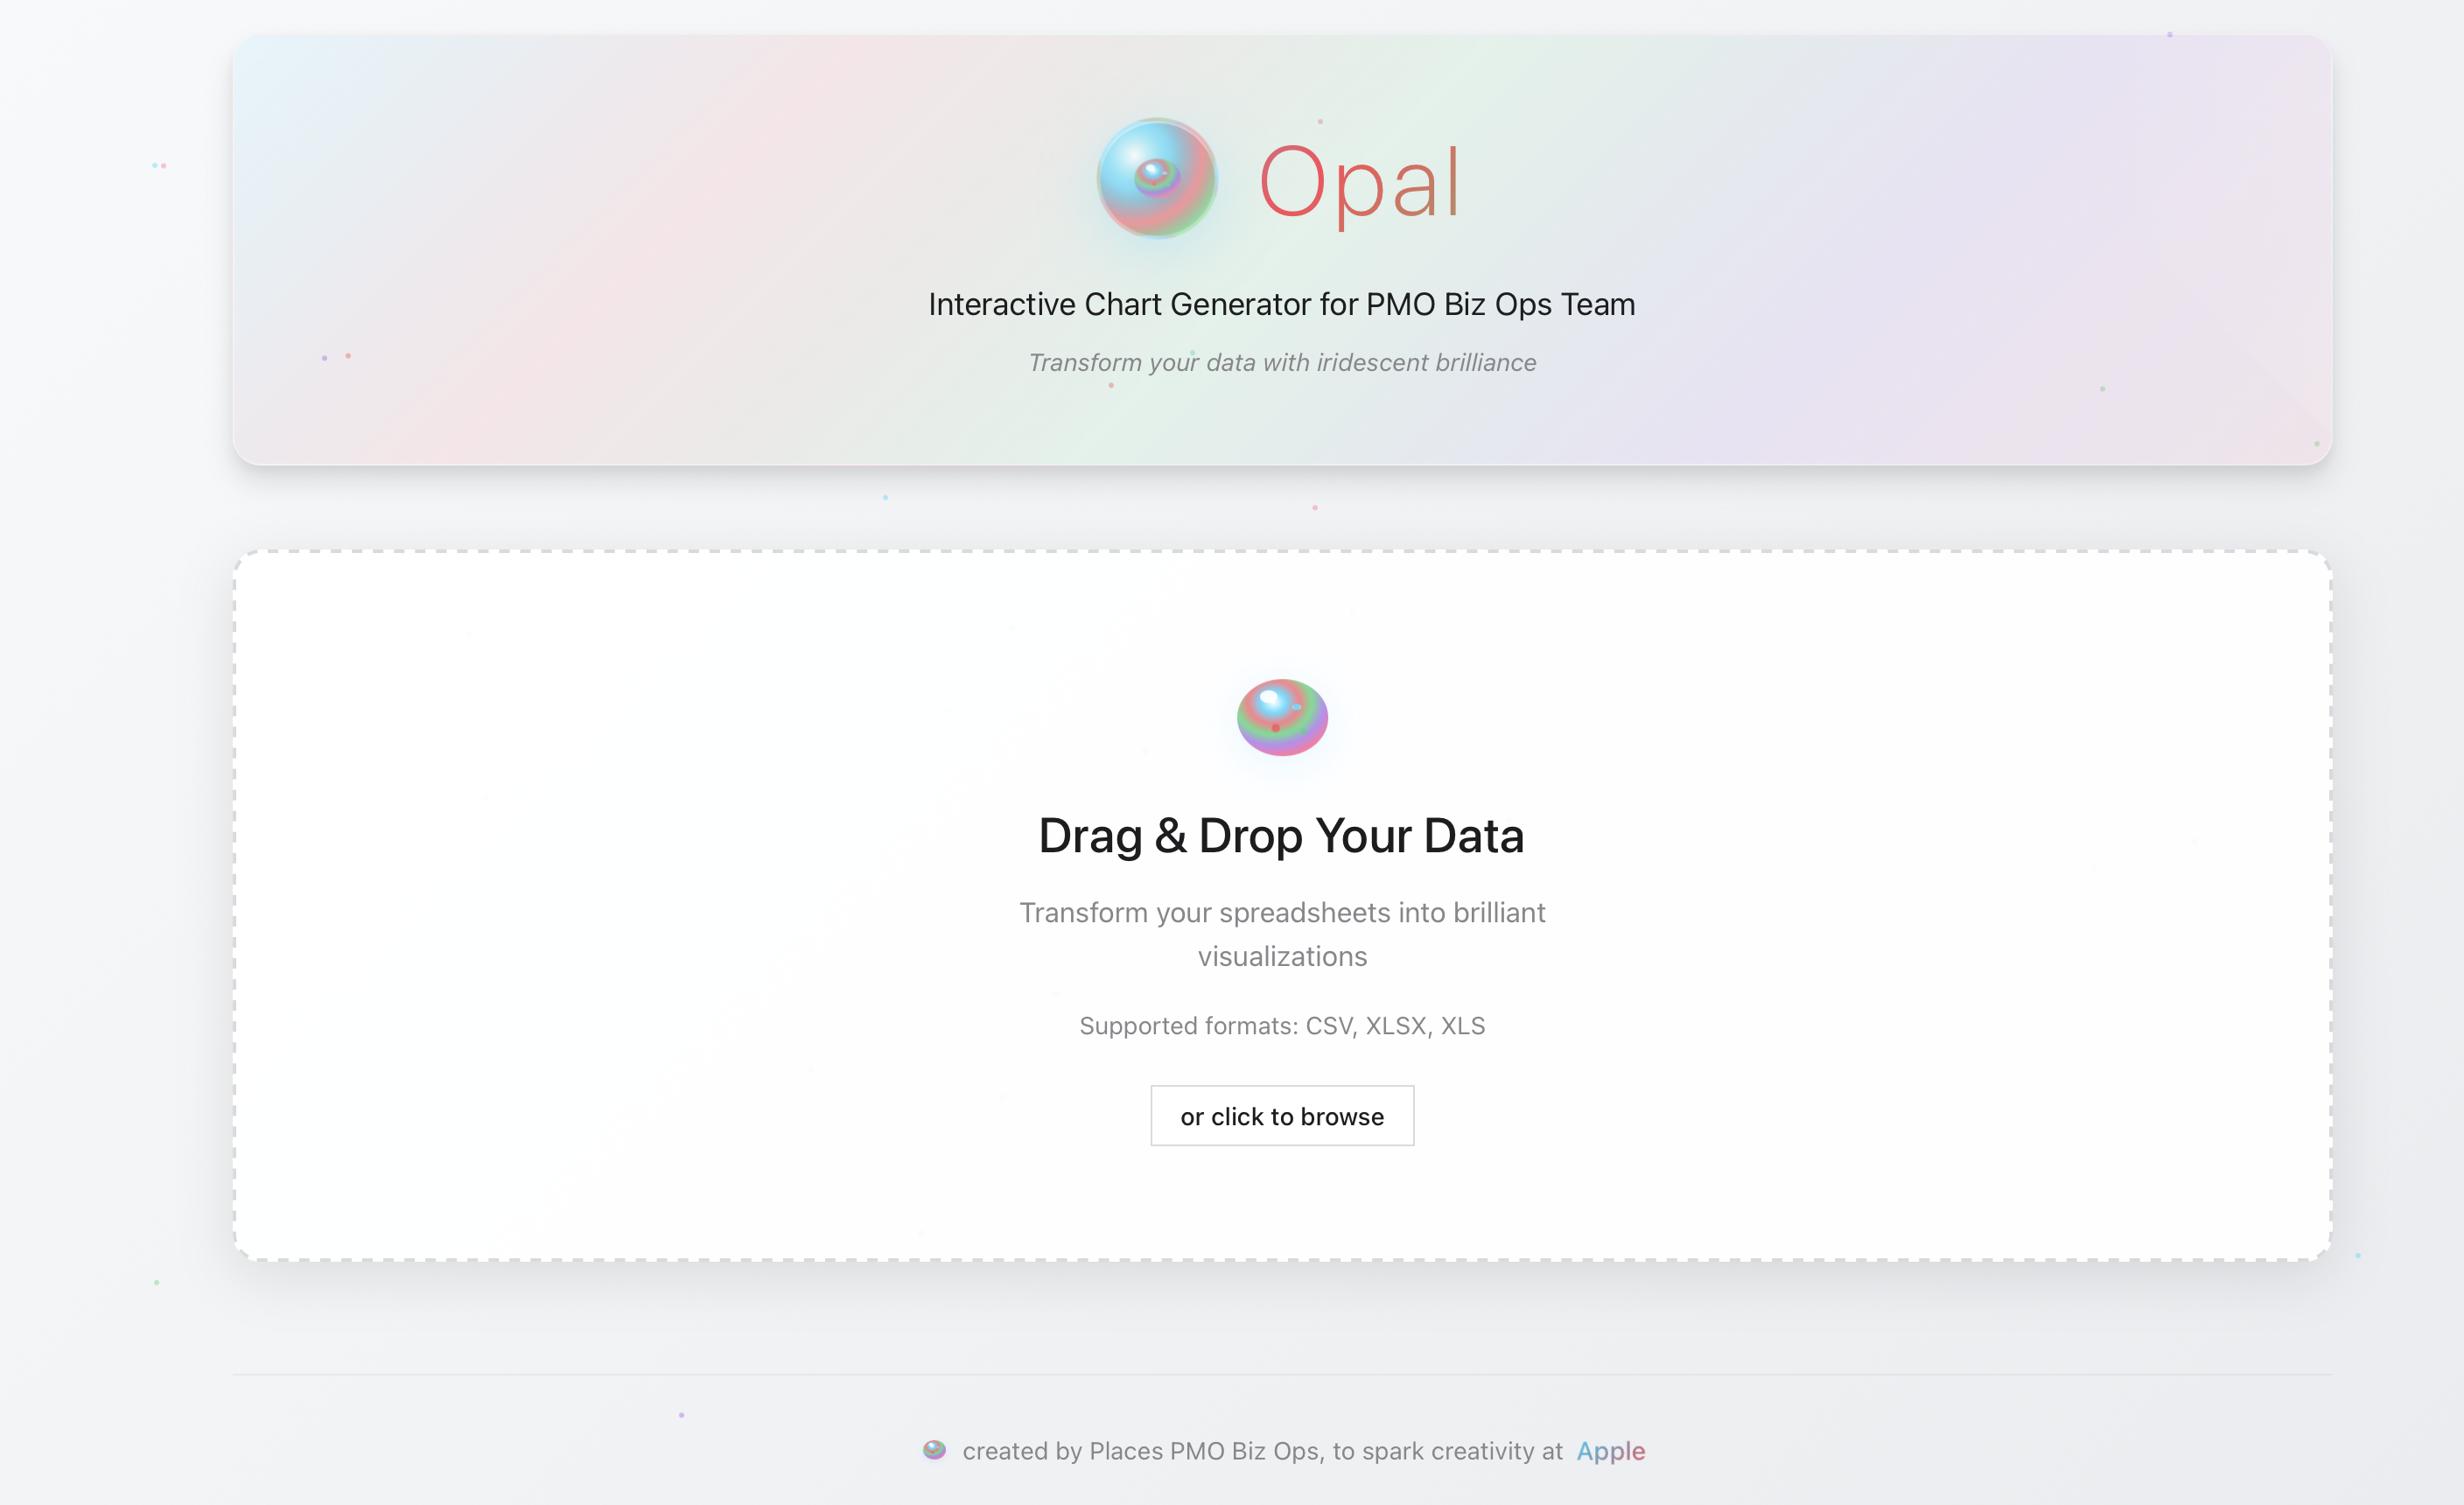 Opal
Interactive Chart Generator for PMO Biz Ops Team
Transform your data with iridescent brilliance
Drag & Drop Your Data
Transform your spreadsheets into brilliant
visualizations
Supported formats: CSV, XLSX, XLS
or click to browse
created by Places PMO Biz Ops, to spark creativity at Apple